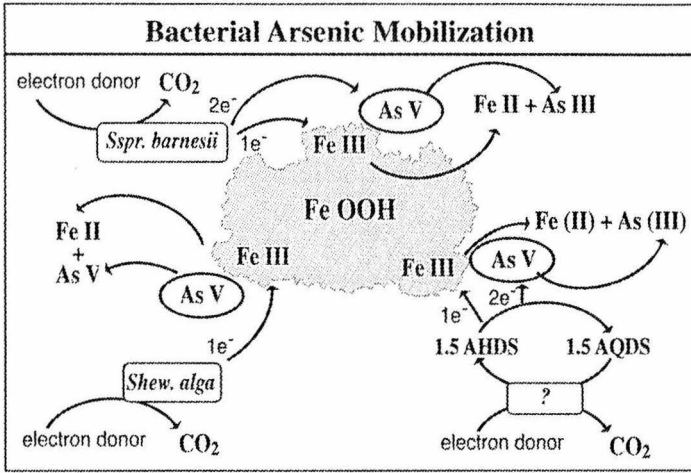 Bacterial Arsenic Mobilization
electron donor
CO₂
2e⁻
As V
Fe II + As III
Sspr. barnesii
1e⁻
Fe III
Fe OOH
Fe II
+
As V
Fe III
As V
Fe III
Fe (II) + As (III)
As V
1e⁻
2e⁻
1e⁻
1.5 AHDS
1.5 AQDS
Shew. alga
?
electron donor
CO₂
electron donor
CO₂